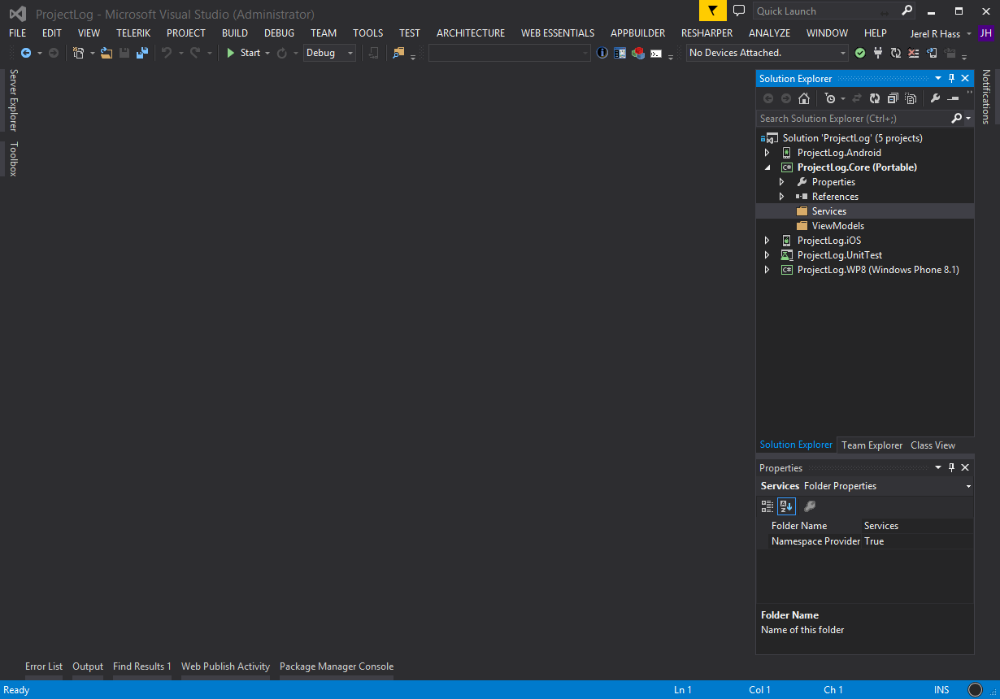 ProjectLog - Microsoft Visual Studio (Administrator)
Quick Launch
FILE EDIT VIEW TELERIK PROJECT BUILD DEBUG TEAM TOOLS TEST ARCHITECTURE WEB ESSENTIALS APPBUILDER RESHARPER ANALYZE WINDOW HELP Jerel R Hass JH
Start Debug No Devices Attached.
Server Explorer
Toolbox
Notifications
Solution Explorer
Search Solution Explorer (Ctrl+;)
Solution 'ProjectLog' (5 projects)
ProjectLog.Android
C# ProjectLog.Core (Portable)
Properties
References
Services
ViewModels
ProjectLog.iOS
ProjectLog.UnitTest
C# ProjectLog.WP8 (Windows Phone 8.1)
Solution Explorer Team Explorer Class View
Properties
Services Folder Properties
Folder Name Services
Namespace Provider True
Folder Name
Name of this folder
Error List Output Find Results 1 Web Publish Activity Package Manager Console
Ready Ln 1 Col 1 Ch 1 INS